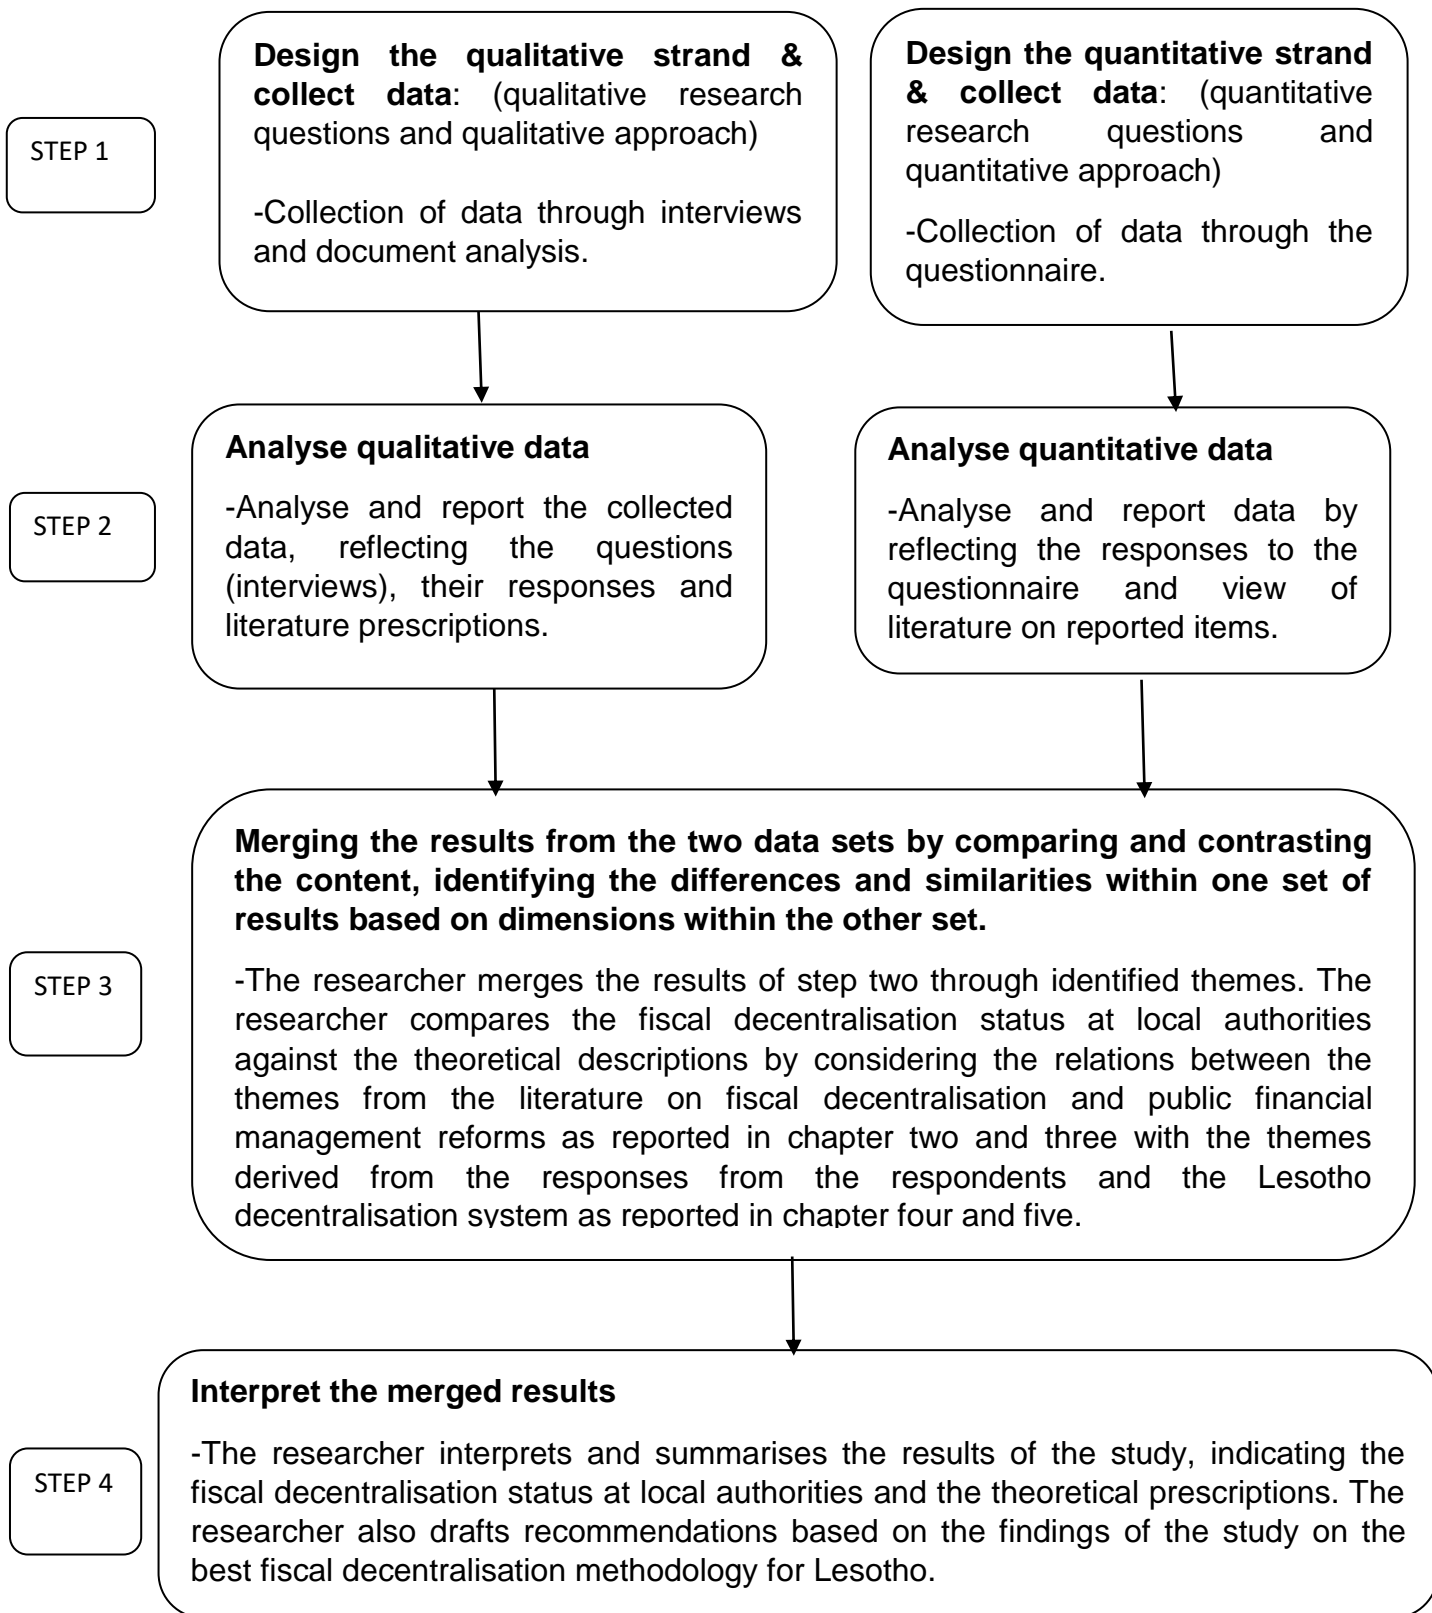 STEP 1
Design the qualitative strand &
collect data: (qualitative research
questions and qualitative approach)
-Collection of data through interviews
and document analysis.
Design the quantitative strand
& collect data: (quantitative
research questions and
quantitative approach)
-Collection of data through the
questionnaire.
STEP 2
Analyse qualitative data
-Analyse and report the collected
data, reflecting the questions
(interviews), their responses and
literature prescriptions.
Analyse quantitative data
-Analyse and report data by
reflecting the responses to the
questionnaire and view of
literature on reported items.
STEP 3
Merging the results from the two data sets by comparing and contrasting
the content, identifying the differences and similarities within one set of
results based on dimensions within the other set.
-The researcher merges the results of step two through identified themes. The
researcher compares the fiscal decentralisation status at local authorities
against the theoretical descriptions by considering the relations between the
themes from the literature on fiscal decentralisation and public financial
management reforms as reported in chapter two and three with the themes
derived from the responses from the respondents and the Lesotho
decentralisation system as reported in chapter four and five.
STEP 4
Interpret the merged results
-The researcher interprets and summarises the results of the study, indicating the
fiscal decentralisation status at local authorities and the theoretical prescriptions. The
researcher also drafts recommendations based on the findings of the study on the
best fiscal decentralisation methodology for Lesotho.